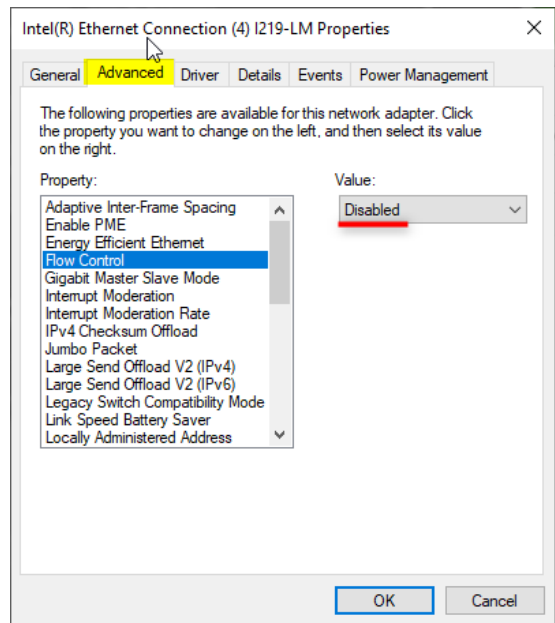 Intel(R) Ethernet Connection (4) I219-LM Properties
General Advanced Driver Details Events Power Management
The following properties are available for this network adapter. Click
the property you want to change on the left, and then select its value
on the right.
Property:
Value:
Adaptive Inter-Frame Spacing
Enable PME
Energy Efficient Ethernet
Flow Control
Gigabit Master Slave Mode
Interrupt Moderation
Interrupt Moderation Rate
IPv4 Checksum Offload
Jumbo Packet
Large Send Offload V2 (IPv4)
Large Send Offload V2 (IPv6)
Legacy Switch Compatibility Mode
Link Speed Battery Saver
Locally Administered Address
Disabled
OK
Cancel